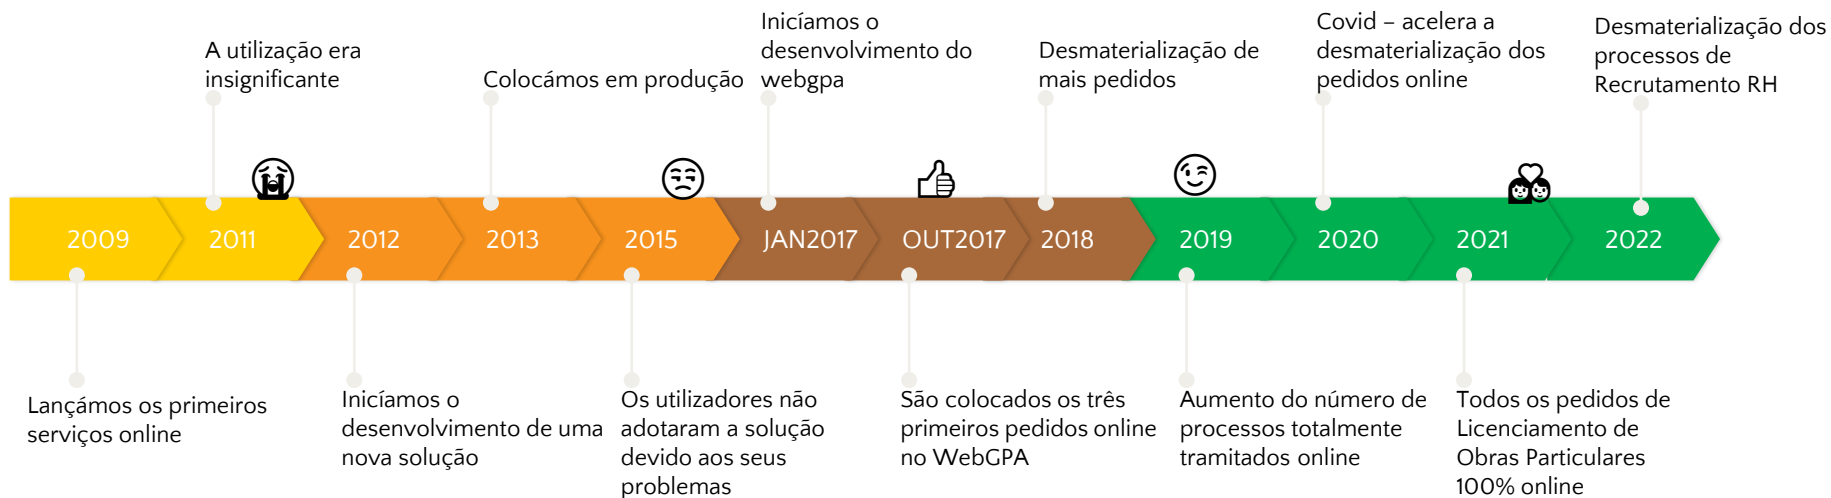 A utilização era
insignificante
Colocámos em produção
Inicíamos o
desenvolvimento do
webgpa
Desmaterialização de
mais pedidos
Covid – acelera a
desmaterialização dos
pedidos online
Desmaterialização dos
processos de
Recrutamento RH
2009
2011
2012
2013
2015
JAN2017
OUT2017
2018
2019
2020
2021
2022
Lançámos os primeiros
serviços online
Inicíamos o
desenvolvimento de uma
nova solução
Os utilizadores não
adotaram a solução
devido aos seus
problemas
São colocados os três
primeiros pedidos online
no WebGPA
Aumento do número de
processos totalmente
tramitados online
Todos os pedidos de
Licenciamento de
Obras Particulares
100% online